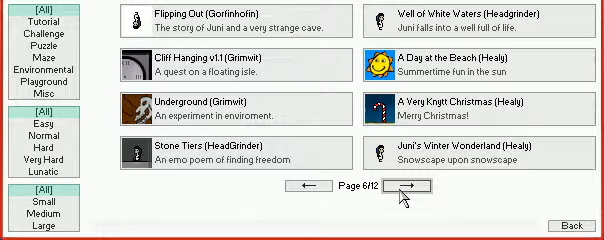 [All]
Tutorial
Challenge
Puzzle
Maze
Environmental
Playground
Misc
[All]
Easy
Normal
Hard
Very Hard
Lunatic
[All]
Small
Medium
Large
Flipping Out (Gorfinhofin)
The story of Juni and a very strange cave.
Well of White Waters (Headgrinder)
Juni falls into a well full of life.
Cliff Hanging v1.1 (Grimwit)
A quest on a floating isle.
A Day at the Beach (Healy)
Summertime fun in the sun
Underground (Grimwit)
An experiment in enviroment.
A Very Knytt Christmas (Healy)
Merry Christmas!
Stone Tiers (HeadGrinder)
An emo poem of finding freedom
Juni's Winter Wonderland (Healy)
Snowscape upon snowscape
Page 6/12
Back